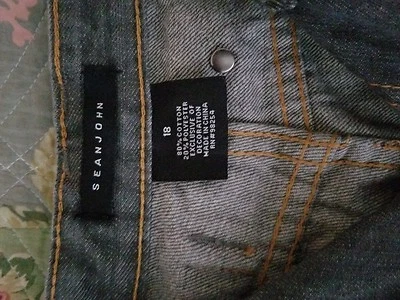 SEANJOHN
18
80% COTTON
20% POLYESTER
EXCLUSIVE OF
DECORATION
MADE IN CHINA
RN#98254